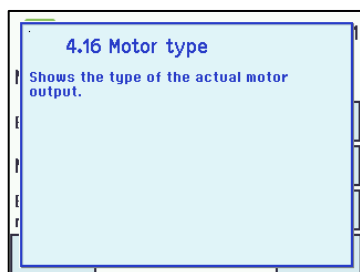 4.16 Motor type
Shows the type of the actual motor
output.